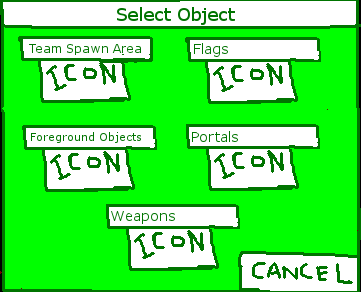 Select Object
Team Spawn Area
ICON
Flags
ICON
Foreground Objects
ICON
Portals
ICON
Weapons
ICON
CANCEL